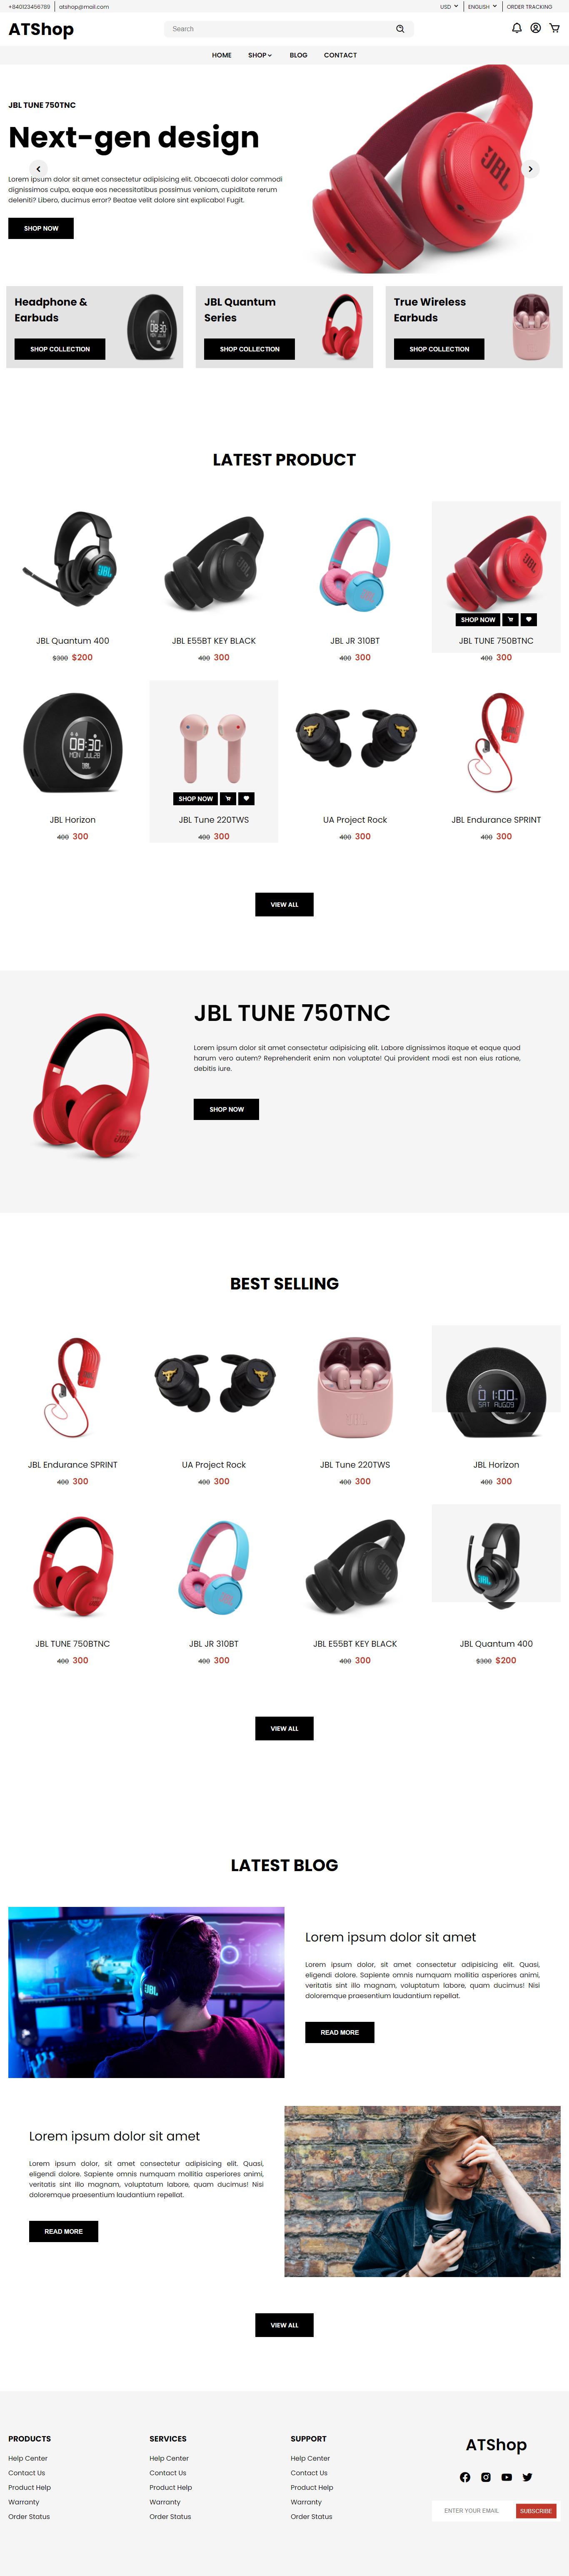 +840123456789 atshop@mail.com USD ENGLISH ORDER TRACKING
ATShop
Search
HOME SHOP BLOG CONTACT
JBL TUNE 750TNC
Next-gen design
Lorem ipsum dolor sit amet consectetur adipisicing elit. Obcaecati dolor commodi
dignissimos culpa, eaque eos necessitatibus possimus veniam, cupiditate rerum
deleniti? Libero, ducimus error? Beatae velit dolore sint explicabo! Fugit.
SHOP NOW
JBL
Headphone &
Earbuds
SHOP COLLECTION
08:30
JBL Quantum
Series
SHOP COLLECTION
True Wireless
Earbuds
SHOP COLLECTION
LATEST PRODUCT
JBL
JBL
SHOP NOW
JBL Quantum 400
$300 $200
JBL E55BT KEY BLACK
400 300
JBL JR 310BT
400 300
JBL TUNE 750BTNC
400 300
08:30
MON JUL28
SHOP NOW
JBL Horizon
400 300
JBL Tune 220TWS
400 300
UA Project Rock
400 300
JBL Endurance SPRINT
400 300
VIEW ALL
JBL TUNE 750TNC
Lorem ipsum dolor sit amet consectetur adipisicing elit. Labore dignissimos itaque et eaque quod
harum vero autem? Reprehenderit enim non voluptate! Qui provident modi est non eius ratione,
debitis iure.
SHOP NOW
JBL
BEST SELLING
01:00
SAT AUG09
JBL Endurance SPRINT
400 300
UA Project Rock
400 300
JBL Tune 220TWS
400 300
JBL Horizon
400 300
JBL
JBL TUNE 750BTNC
400 300
JBL JR 310BT
400 300
JBL E55BT KEY BLACK
400 300
JBL Quantum 400
$300 $200
VIEW ALL
LATEST BLOG
JBL
Lorem ipsum dolor sit amet
Lorem ipsum dolor, sit amet consectetur adipisicing elit. Quasi,
eligendi dolore. Sapiente omnis numquam mollitia asperiores animi,
veritatis sint illo magnam, voluptatum labore, quam ducimus! Nisi
doloremque praesentium laudantium repellat.
READ MORE
Lorem ipsum dolor sit amet
Lorem ipsum dolor, sit amet consectetur adipisicing elit. Quasi,
eligendi dolore. Sapiente omnis numquam mollitia asperiores animi,
veritatis sint illo magnam, voluptatum labore, quam ducimus! Nisi
doloremque praesentium laudantium repellat.
READ MORE
VIEW ALL
PRODUCTS
Help Center
Contact Us
Product Help
Warranty
Order Status
SERVICES
Help Center
Contact Us
Product Help
Warranty
Order Status
SUPPORT
Help Center
Contact Us
Product Help
Warranty
Order Status
ATShop
ENTER YOUR EMAIL SUBSCRIBE